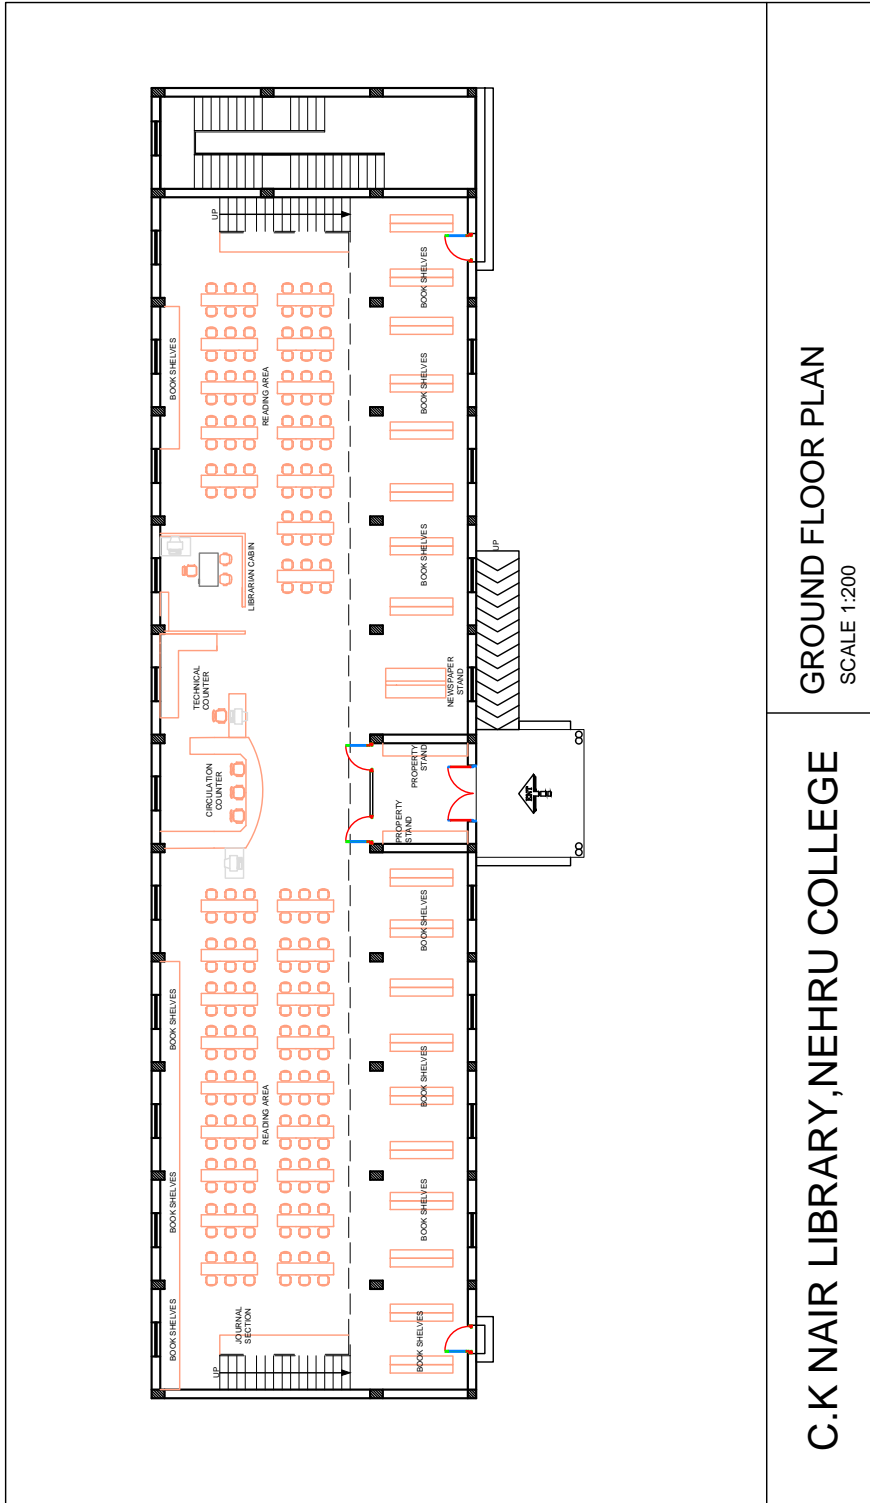 UP
BOOK SHELVES
BOOK SHELVES
READING AREA
BOOK SHELVES
LIBRARIAN CABIN
BOOK SHELVES
UP
TECHNICAL
COUNTER
NEWSPAPER
STAND
CIRCULATION
COUNTER
PROPERTY
STAND
PROPERTY
STAND
ENT
BOOK SHELVES
BOOK SHELVES
READING AREA
BOOK SHELVES
BOOK SHELVES
BOOK SHELVES
JOURNAL
SECTION
BOOK SHELVES
BOOK SHELVES
UP
C.K NAIR LIBRARY,NEHRU COLLEGE
GROUND FLOOR PLAN
SCALE 1:200